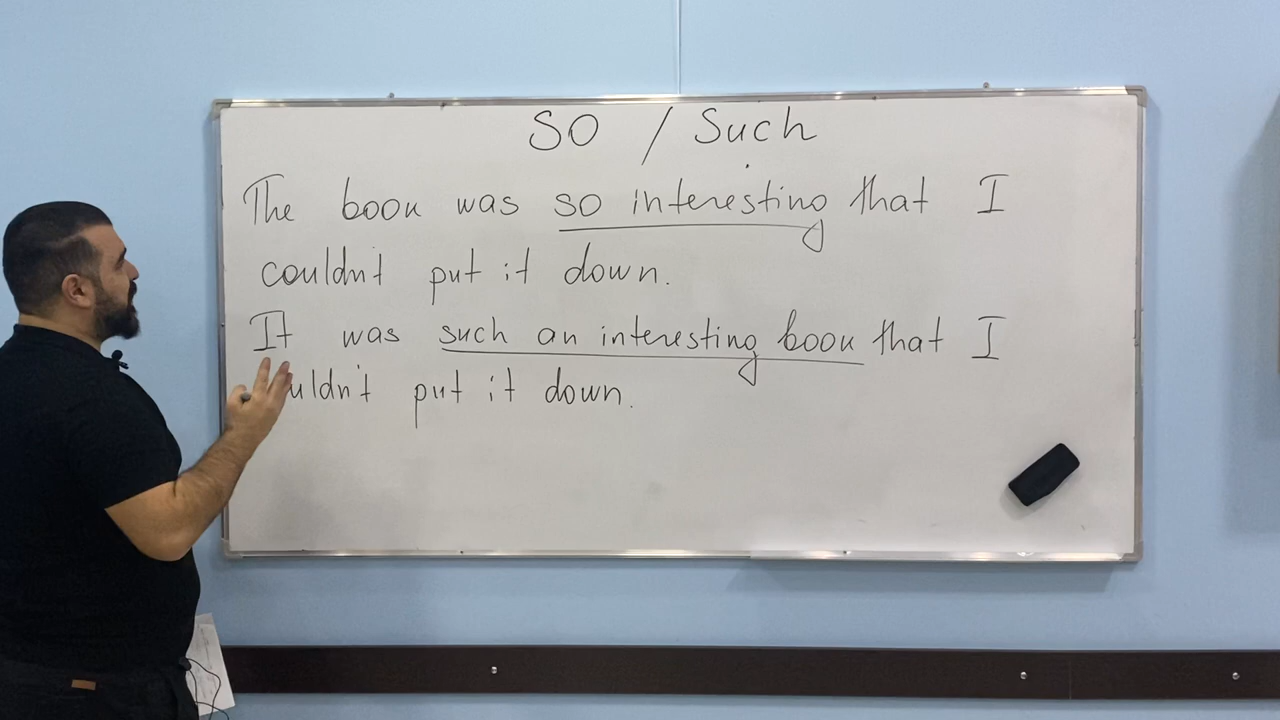 SO / Such
The book was so interesting that I
couldn't put it down.
It was such an interesting book that I
uldn't put it down.